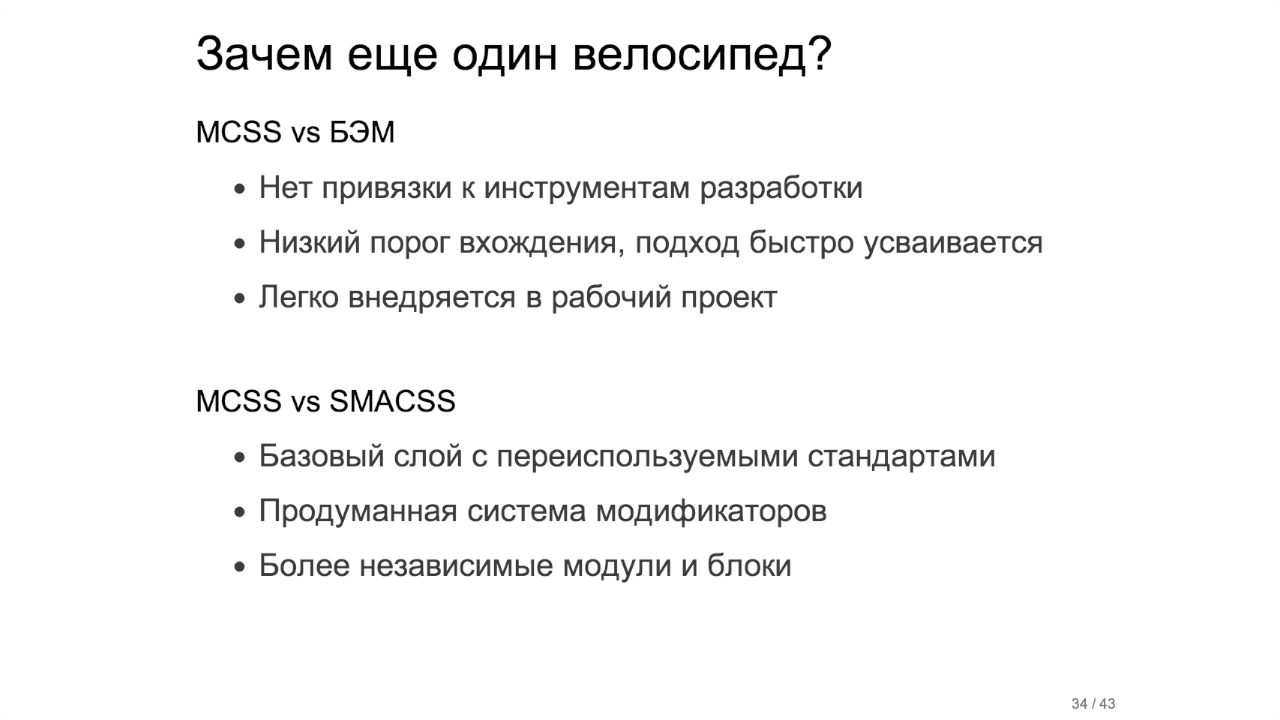 Зачем еще один велосипед?
MCSS vs БЭМ
• Нет привязки к инструментам разработки
• Низкий порог вхождения, подход быстро усваивается
• Легко внедряется в рабочий проект
MCSS vs SMACSS
• Базовый слой с переиспользуемыми стандартами
• Продуманная система модификаторов
• Более независимые модули и блоки
34 / 43